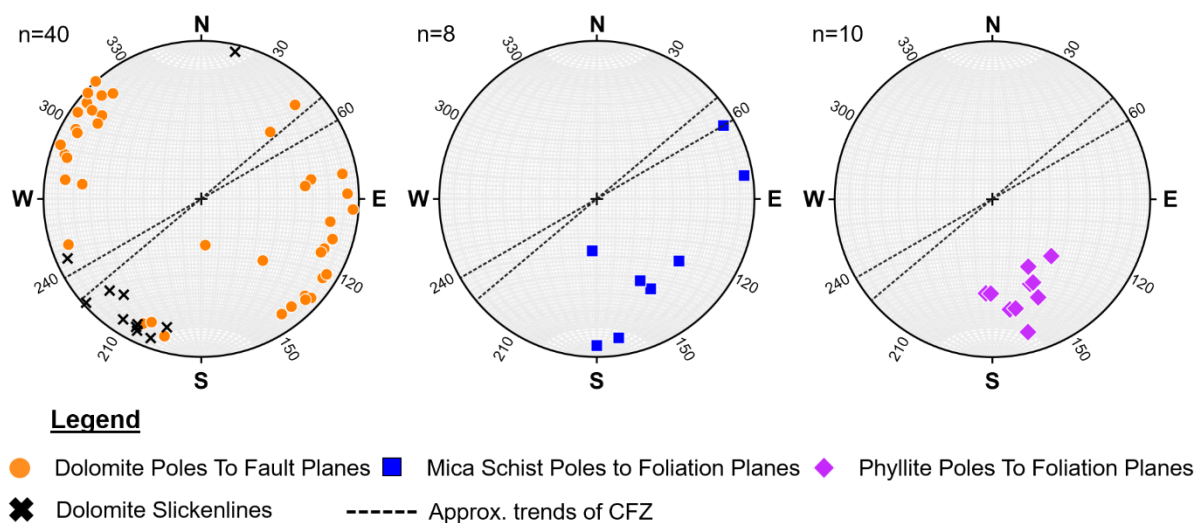 n=40
N
330
30
300
60
W
E
240
120
210
150
S
n=8
N
330
30
300
60
W
E
240
120
210
150
S
n=10
N
330
30
300
60
W
E
240
120
210
150
S
Legend
Dolomite Poles To Fault Planes
Mica Schist Poles to Foliation Planes
Phyllite Poles To Foliation Planes
Dolomite Slickenlines
Approx. trends of CFZ